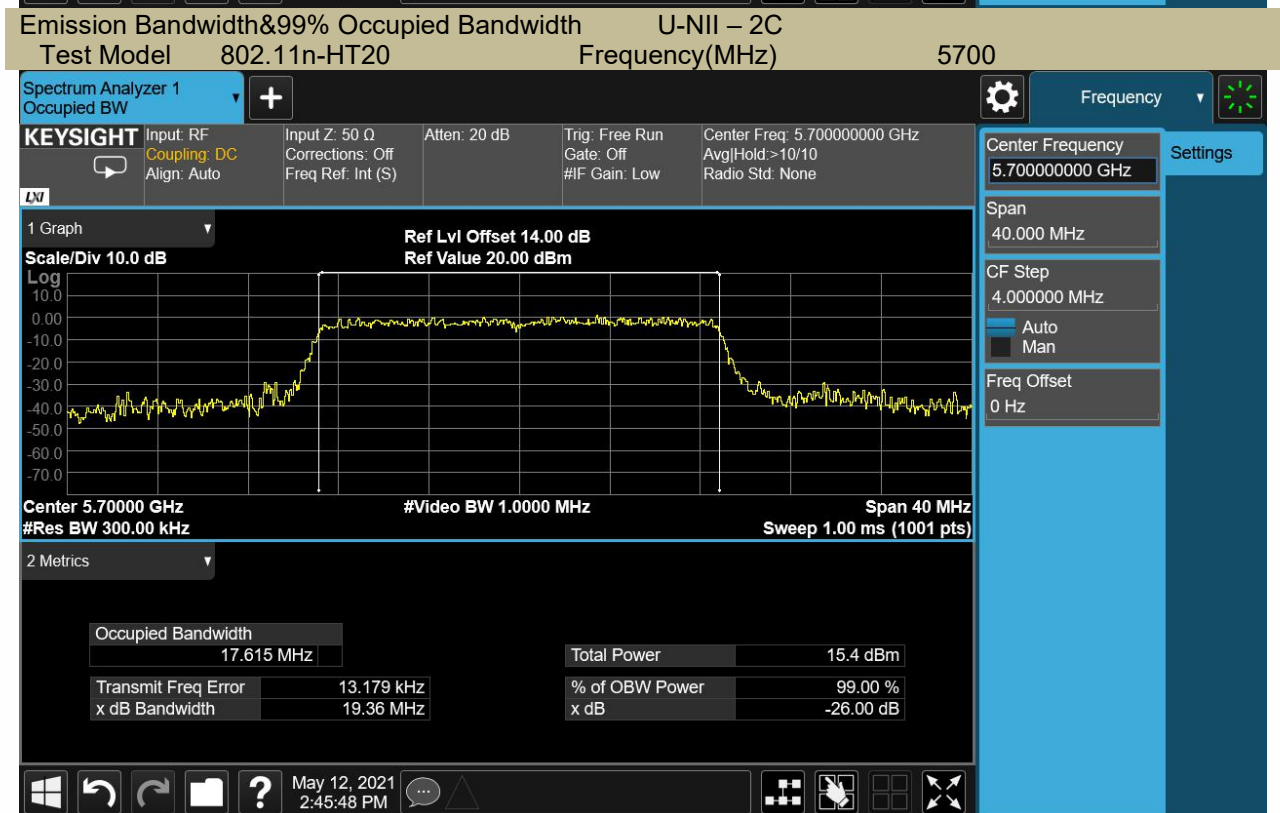 Emission Bandwidth&99% Occupied Bandwidth U-NII – 2C
Test Model 802.11n-HT20 Frequency(MHz) 5700
Spectrum Analyzer 1
Occupied BW
+
Frequency
KEYSIGHT
LXI
Input: RF
Coupling: DC
Align: Auto
Input Z: 50 Ω
Corrections: Off
Freq Ref: Int (S)
Atten: 20 dB
Trig: Free Run
Gate: Off
#IF Gain: Low
Center Freq: 5.700000000 GHz
Avg|Hold:>10/10
Radio Std: None
Center Frequency
5.700000000 GHz
Settings
Span
40.000 MHz
CF Step
4.000000 MHz
Auto
Man
Freq Offset
0 Hz
1 Graph
Scale/Div 10.0 dB
Ref Lvl Offset 14.00 dB
Ref Value 20.00 dBm
Log
10.0
0.00
-10.0
-20.0
-30.0
-40.0
-50.0
-60.0
-70.0
Center 5.70000 GHz #Video BW 1.0000 MHz Span 40 MHz
#Res BW 300.00 kHz Sweep 1.00 ms (1001 pts)
2 Metrics
Occupied Bandwidth
17.615 MHz
Total Power 15.4 dBm
Transmit Freq Error 13.179 kHz
% of OBW Power 99.00 %
x dB Bandwidth 19.36 MHz
x dB -26.00 dB
?
May 12, 2021
2:45:48 PM